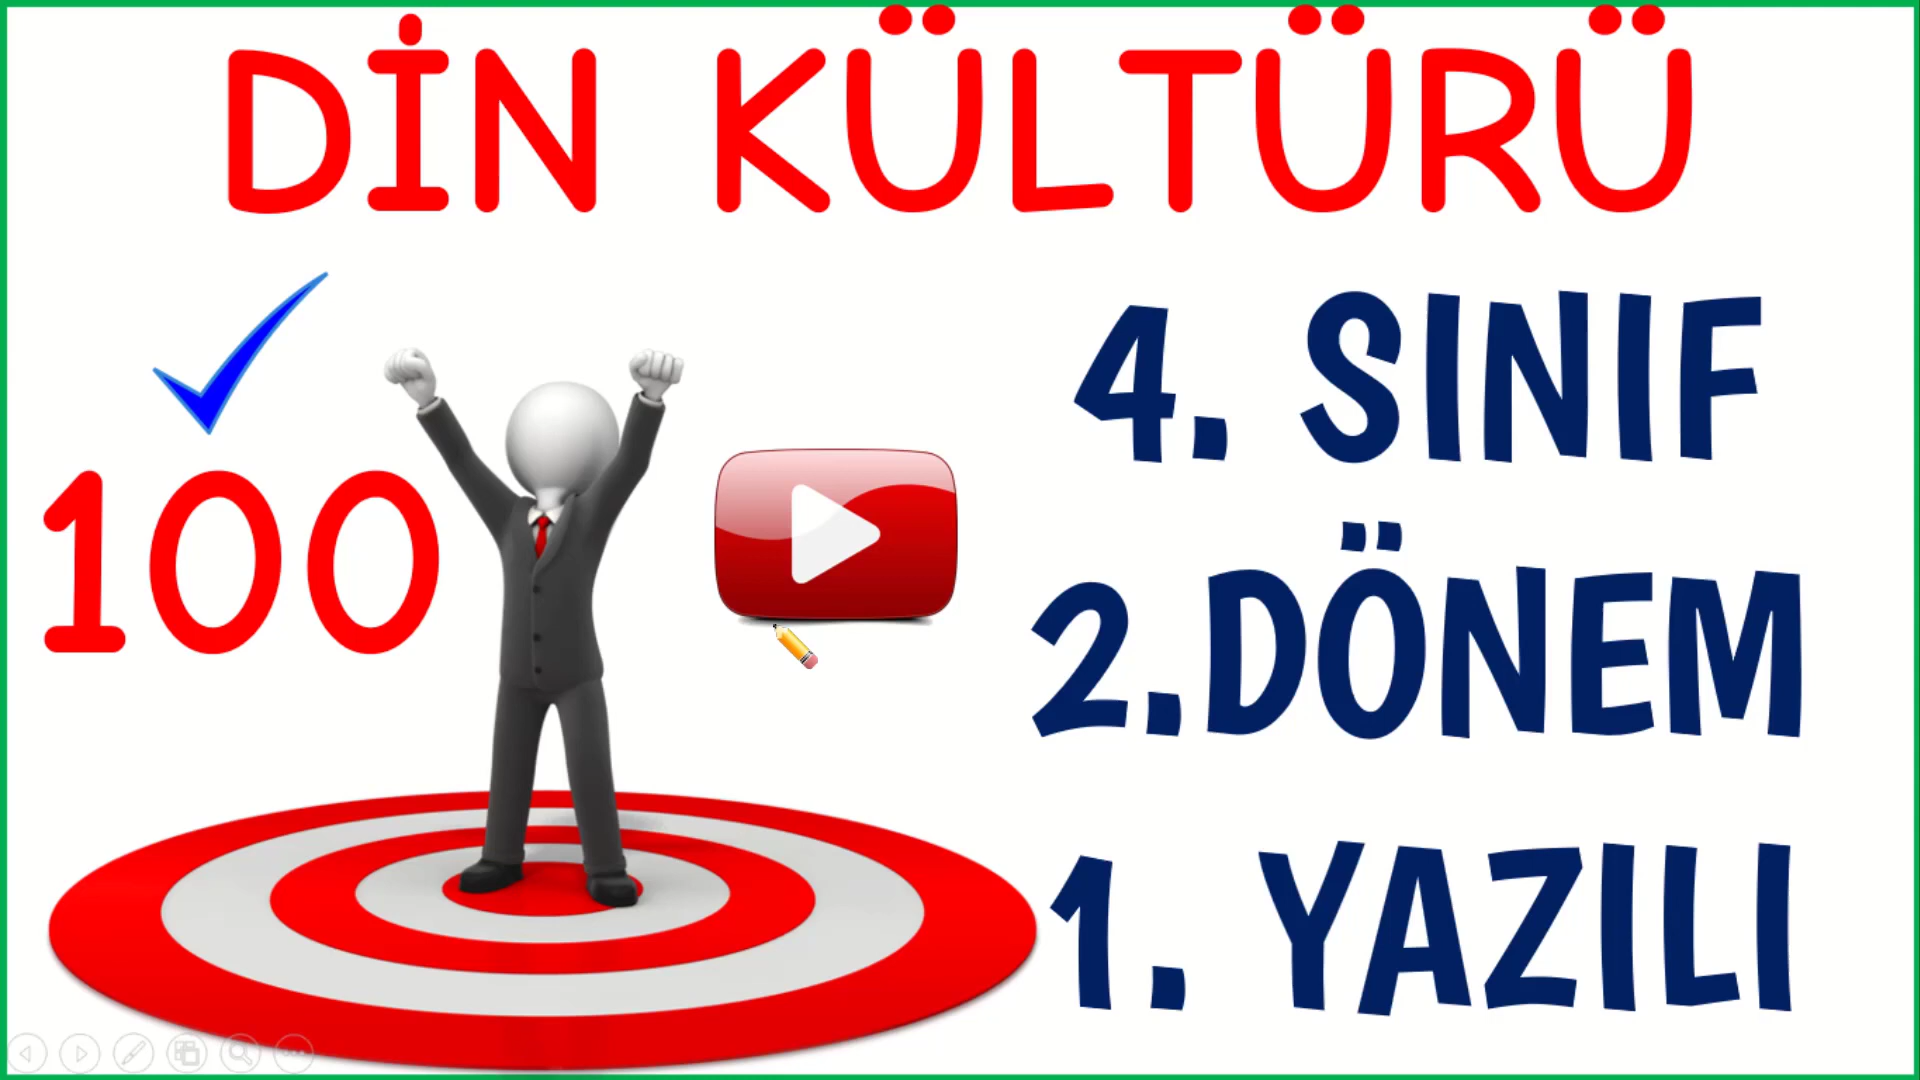 DİN KÜLTÜRÜ
4. SINIF
100
2.DÖNEM
1. YAZILI